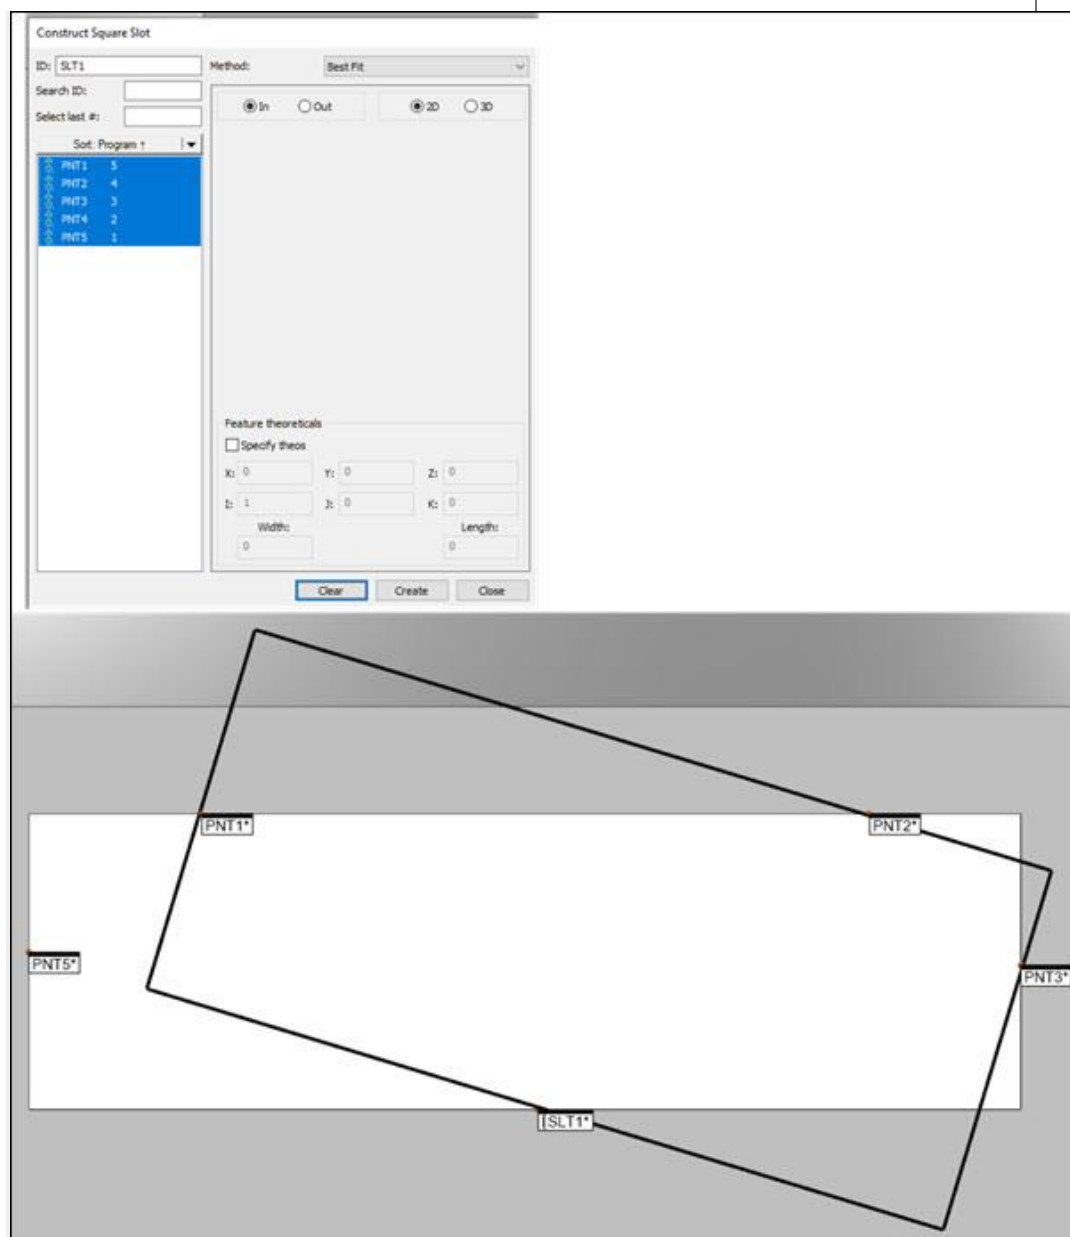 Construct Square Slot
ID: SLT1
Method: Best Fit
Search ID:
Select last #:
In Out 2D 3D
Sort: Program ↑
PNT1 5
PNT2 4
PNT3 3
PNT4 2
PNT5 1
Feature theoreticals
Specify theos
X: 0 Y: 0 Z: 0
I: 1 J: 0 K: 0
Width: Length:
0 0
Clear Create Close
PNT1*
PNT2*
PNT5*
PNT3*
SLT1*